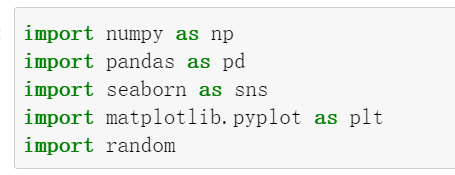 import numpy as np
import pandas as pd
import seaborn as sns
import matplotlib.pyplot as plt
import random